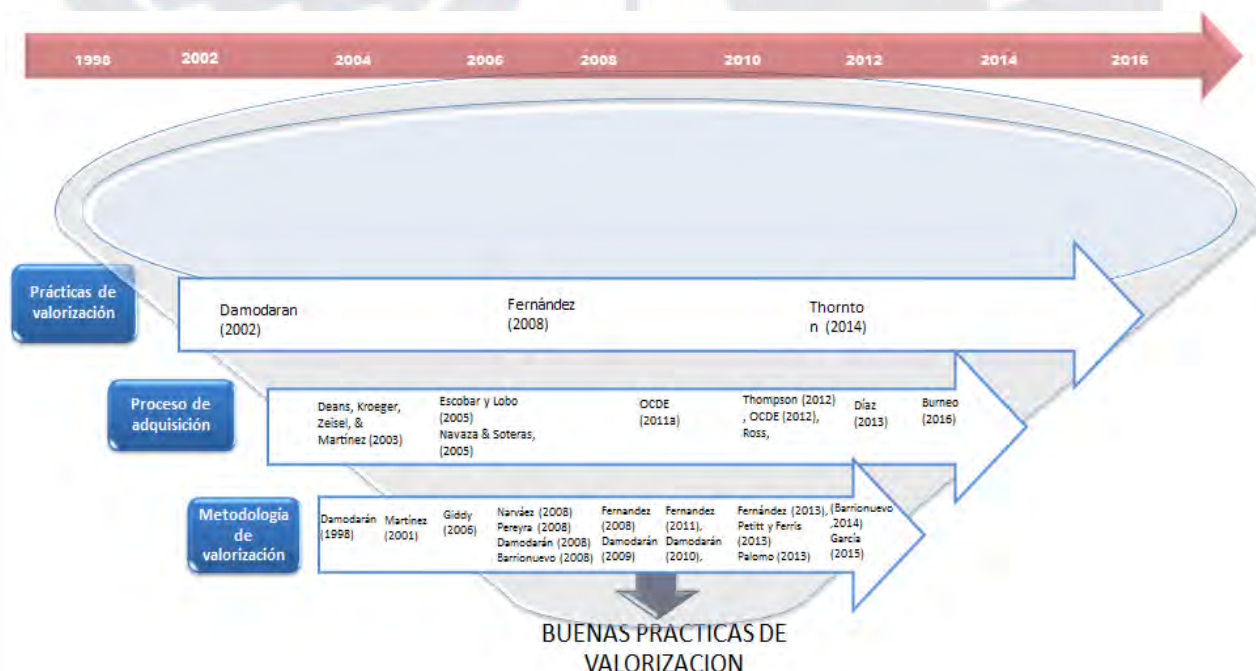 1998 2002 2004 2006 2008 2010 2012 2014 2016
Prácticas de
valorización
Damodaran
(2002)
Fernández
(2008)
Thornto
n (2014)
Proceso de
adquisición
Deans, Kroeger,
Zeisel, &
Martínez (2003)
Escobar y Lobo
(2005)
Navaza & Soteras,
(2005)
OCDE
(2011a)
Thompson (2012)
, OCDE (2012),
Ross,
Díaz
(2013)
Burneo
(2016)
Metodología
de
valorización
Damodarán
(1998)
Martínez
(2001)
Giddy
(2006)
Narváez (2008)
Pereyra (2008)
Damodarán (2008)
Barrionuevo (2008)
Fernandez
(2008)
Damodarán
(2009)
Fernandez
(2011),
Damodarán
(2010),
Fernández (2013),
Petitt y Ferris
(2013)
Palomo (2013)
(Barrionuevo
,2014)
García
(2015)
BUENAS PRACTICAS DE
VALORIZACION